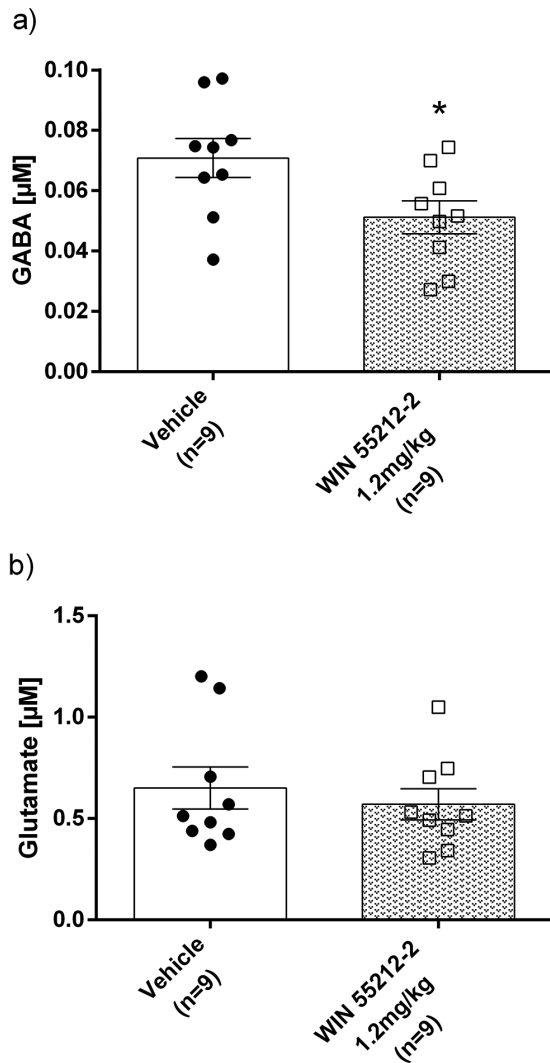 a)
GABA [µM]
0.10
0.08
0.06
0.04
0.02
0.00
*
Vehicle
(n=9)
WIN 55212-2
1.2mg/kg
(n=9)
b)
Glutamate [µM]
1.5
1.0
0.5
0.0
Vehicle
(n=9)
WIN 55212-2
1.2mg/kg
(n=9)